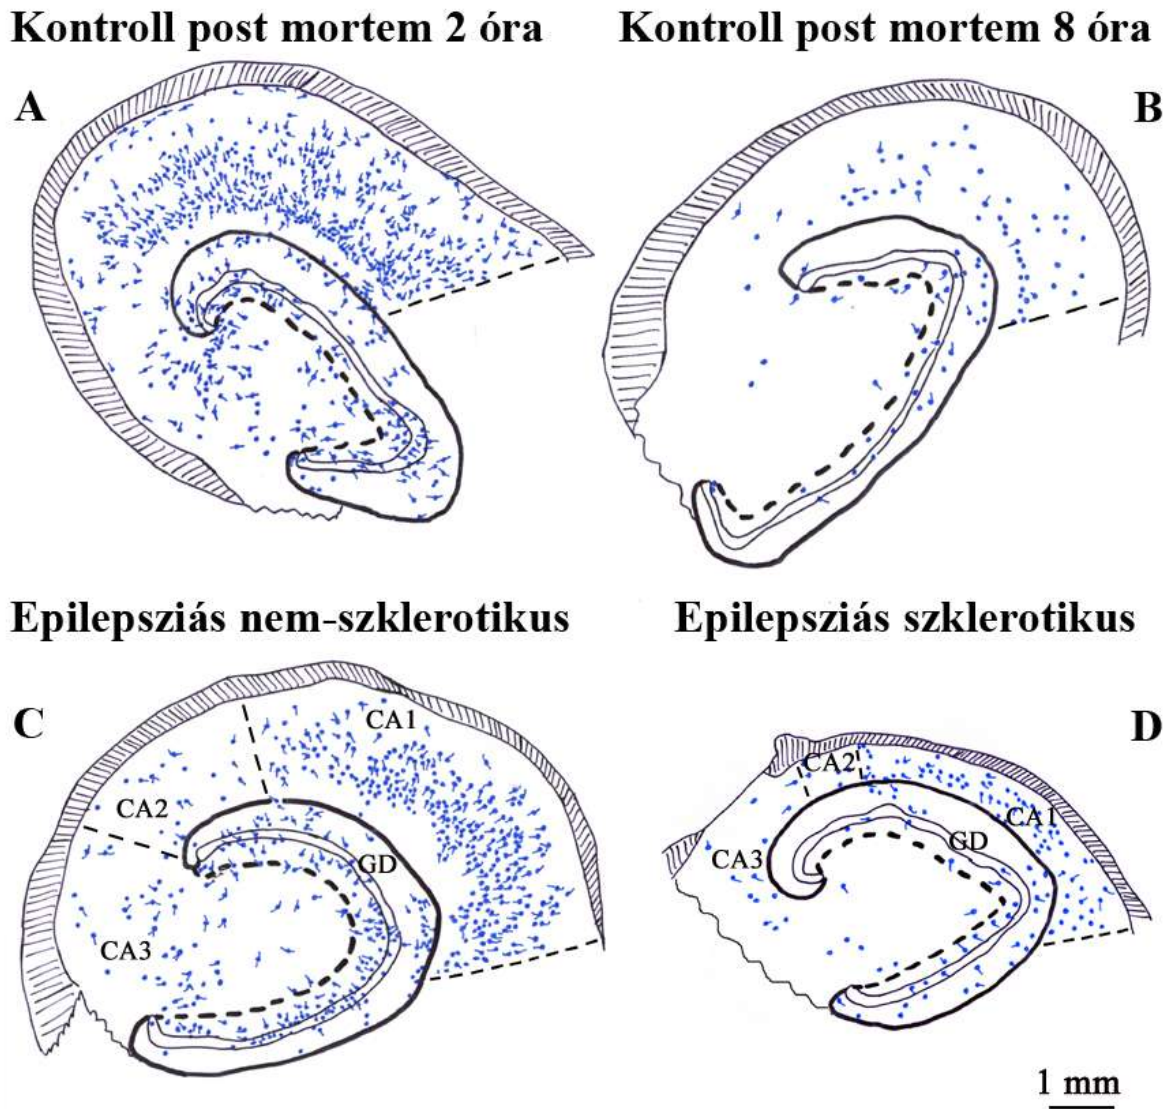 Kontroll post mortem 2 óra
Kontroll post mortem 8 óra
A
B
Epilepsziás nem-szklerotikus
Epilepsziás szklerotikus
C
CA1
CA2
GD
CA3
D
CA2
CA1
GD
CA3
1 mm